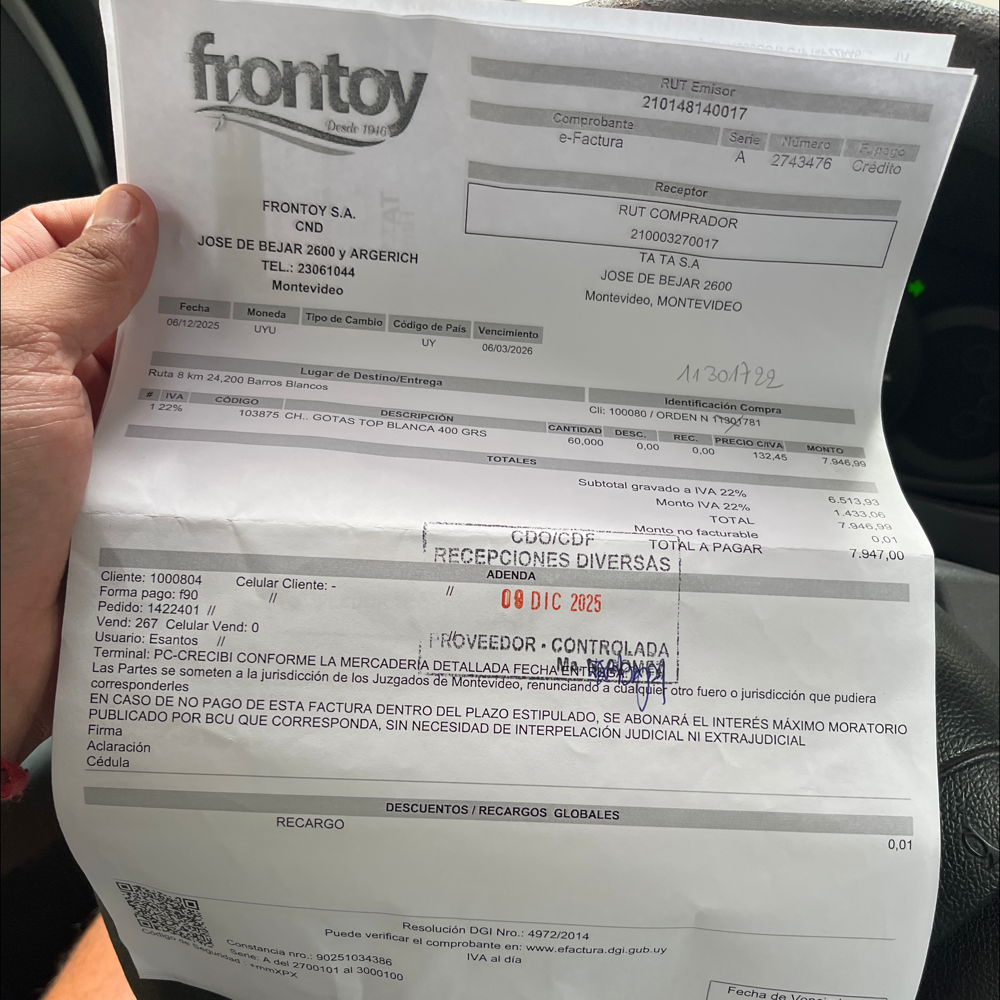 frontoy
Desde 1946
RUT Emisor
210148140017
Comprobante Serie Número F. pago
e-Factura A 2743476 Crédito
Receptor
RUT COMPRADOR
210003270017
TA TA S.A
JOSE DE BEJAR 2600
Montevideo, MONTEVIDEO
FRONTOY S.A.
CND
JOSE DE BEJAR 2600 y ARGERICH
TEL.: 23061044
Montevideo
Fecha Moneda Tipo de Cambio Código de País Vencimiento
06/12/2025 UYU UY 06/03/2026
11301722
Lugar de Destino/Entrega Identificación Compra
Ruta 8 km 24,200 Barros Blancos Cli: 100080 / ORDEN N 11301781
# IVA CÓDIGO DESCRIPCIÓN CANTIDAD DESC. REC. PRECIO C/IVA MONTO
1 22% 103875 CH.. GOTAS TOP BLANCA 400 GRS 60,000 0,00 0,00 132,45 7.946,99
TOTALES
Subtotal gravado a IVA 22% 6.513,93
Monto IVA 22% 1.433,06
TOTAL 7.946,99
Monto no facturable 0,01
TOTAL A PAGAR 7.947,00
CDO/CDF
RECEPCIONES DIVERSAS
ADENDA
09 DIC 2025
PROVEEDOR - CONTROLADA
Cliente: 1000804 Celular Cliente: - //
Forma pago: f90 //
Pedido: 1422401 //
Vend: 267 Celular Vend: 0
Usuario: Esantos //
Terminal: PC-CRECIBI CONFORME LA MERCADERÍA DETALLADA FECHA ENTREGA:
Las Partes se someten a la jurisdicción de los Juzgados de Montevideo, renunciando a cualquier otro fuero o jurisdicción que pudiera
corresponderles
EN CASO DE NO PAGO DE ESTA FACTURA DENTRO DEL PLAZO ESTIPULADO, SE ABONARÁ EL INTERÉS MÁXIMO MORATORIO
PUBLICADO POR BCU QUE CORRESPONDA, SIN NECESIDAD DE INTERPELACIÓN JUDICIAL NI EXTRAJUDICIAL
Firma
Aclaración
Cédula
DESCUENTOS / RECARGOS GLOBALES
RECARGO 0,01
Resolución DGI Nro.: 4972/2014
Puede verificar el comprobante en: www.efactura.dgi.gub.uy
IVA al día
Constancia nro.: 90251034386
Serie: A del 2700101 al 3000100
Código de Seguridad : +mmXPX
Fecha de